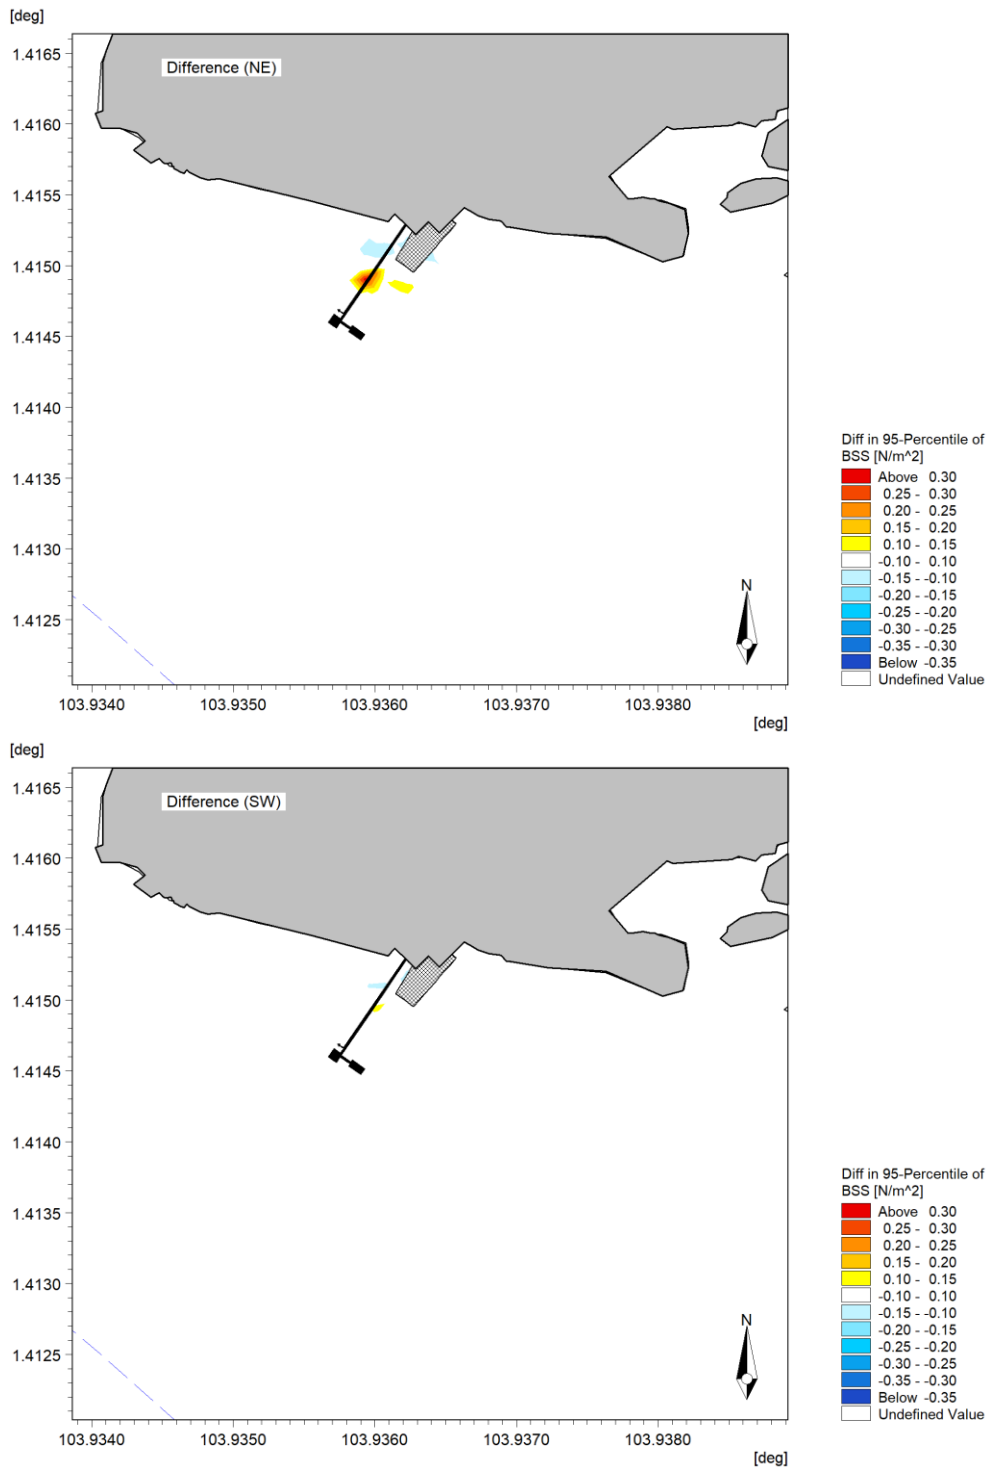 [deg]
1.4165
1.4160
1.4155
1.4150
1.4145
1.4140
1.4135
1.4130
1.4125
Difference (NE)
N
103.9340 103.9350 103.9360 103.9370 103.9380
[deg]
Diff in 95-Percentile of
BSS [N/m^2]
Above 0.30
0.25 - 0.30
0.20 - 0.25
0.15 - 0.20
0.10 - 0.15
-0.10 - 0.10
-0.15 - -0.10
-0.20 - -0.15
-0.25 - -0.20
-0.30 - -0.25
-0.35 - -0.30
Below -0.35
Undefined Value
[deg]
1.4165
1.4160
1.4155
1.4150
1.4145
1.4140
1.4135
1.4130
1.4125
Difference (SW)
N
103.9340 103.9350 103.9360 103.9370 103.9380
[deg]
Diff in 95-Percentile of
BSS [N/m^2]
Above 0.30
0.25 - 0.30
0.20 - 0.25
0.15 - 0.20
0.10 - 0.15
-0.10 - 0.10
-0.15 - -0.10
-0.20 - -0.15
-0.25 - -0.20
-0.30 - -0.25
-0.35 - -0.30
Below -0.35
Undefined Value